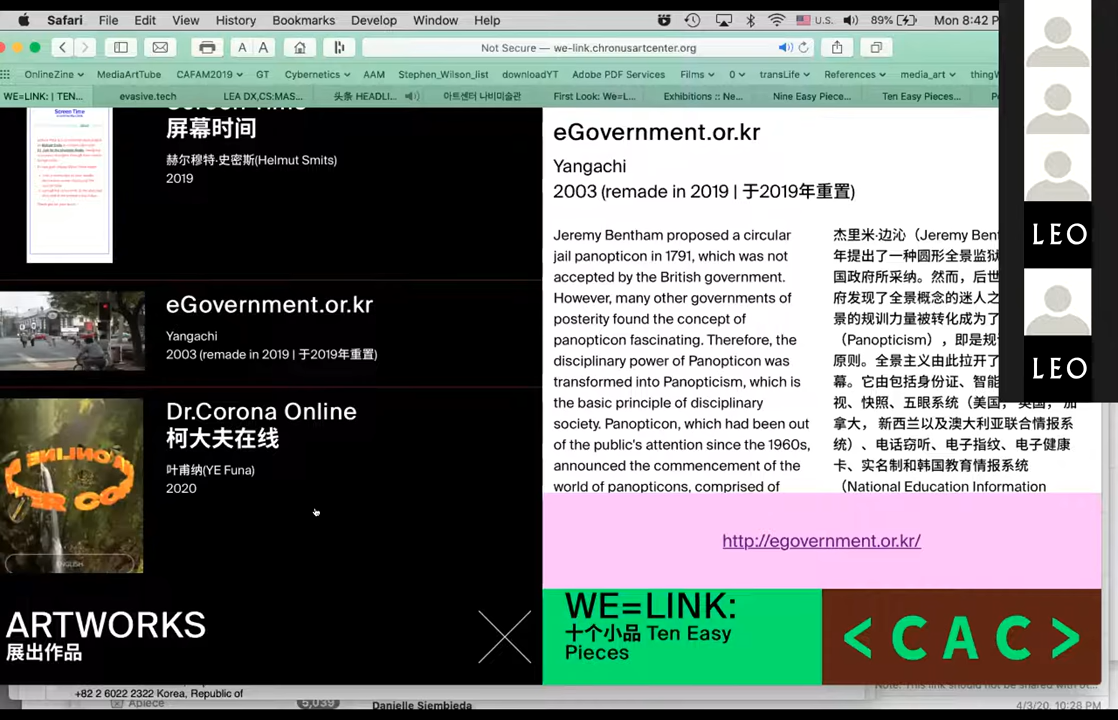 Safari File Edit View History Bookmarks Develop Window Help
U.S. 89% Mon 8:42 P
Not Secure — we-link.chronusartcenter.org
OnlineZine MediaArtTube CAFAM2019 GT Cybernetics AAM Stephen_Wilson_list downloadYT Adobe PDF Services Films 0 transLife References media_art thing
WE=LINK: | TEN... evasive.tech LEA DX,CS:MAS... 头条 HEADLI... 아트센터 나비미술관 First Look: We=L... Exhibitions :: Ne... Nine Easy Piece... Ten Easy Pieces...
Screen Time
屏幕时间
赫尔穆特·史密斯(Helmut Smits)
2019
eGovernment.or.kr
Yangachi
2003 (remade in 2019 | 于2019年重置)
Dr.Corona Online
柯大夫在线
叶甫纳(YE Funa)
2020
ENGLISH
ARTWORKS
展出作品
eGovernment.or.kr
Yangachi
2003 (remade in 2019 | 于2019年重置)
Jeremy Bentham proposed a circular
jail panopticon in 1791, which was not
accepted by the British government.
However, many other governments of
posterity found the concept of
panopticon fascinating. Therefore, the
disciplinary power of Panopticon was
transformed into Panopticism, which is
the basic principle of disciplinary
society. Panopticon, which had been out
of the public's attention since the 1960s,
announced the commencement of the
world of panopticons, comprised of
杰里米·边沁（Jeremy Ben
年提出了一种圆形全景监狱
国政府所采纳。然而，后世
府发现了全景概念的迷人之
景的规训力量被转化成为了
（Panopticism），即是规
原则。全景主义由此拉开了
幕。它由包括身份证、智能
视、快照、五眼系统（美国，英国，加
拿大， 新西兰以及澳大利亚联合情报系
统）、电话窃听、电子指纹、电子健康
卡、实名制和韩国教育情报系统
（National Education Information
http://egovernment.or.kr/
WE=LINK:
十个小品 Ten Easy
Pieces
<CAC>
LEO
LEO
+82 2 6022 2322 Korea, Republic of
Apiece
5,039
Danielle Siembieda
Note: This link should not be shared with ot...
4/3/20, 10:28 PM